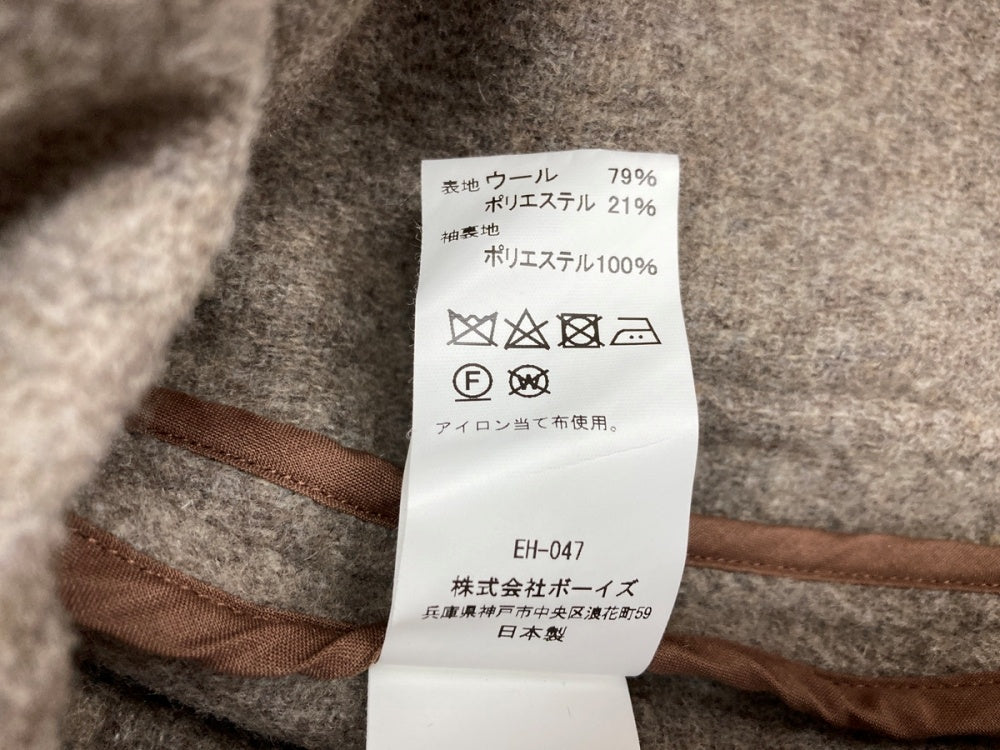 表地 ウール 79%
ポリエステル 21%
袖裏地
ポリエステル100%
F W
アイロン当て布使用。
EH-047
株式会社ボーイズ
兵庫県神戸市中央区浪花町59
日本製